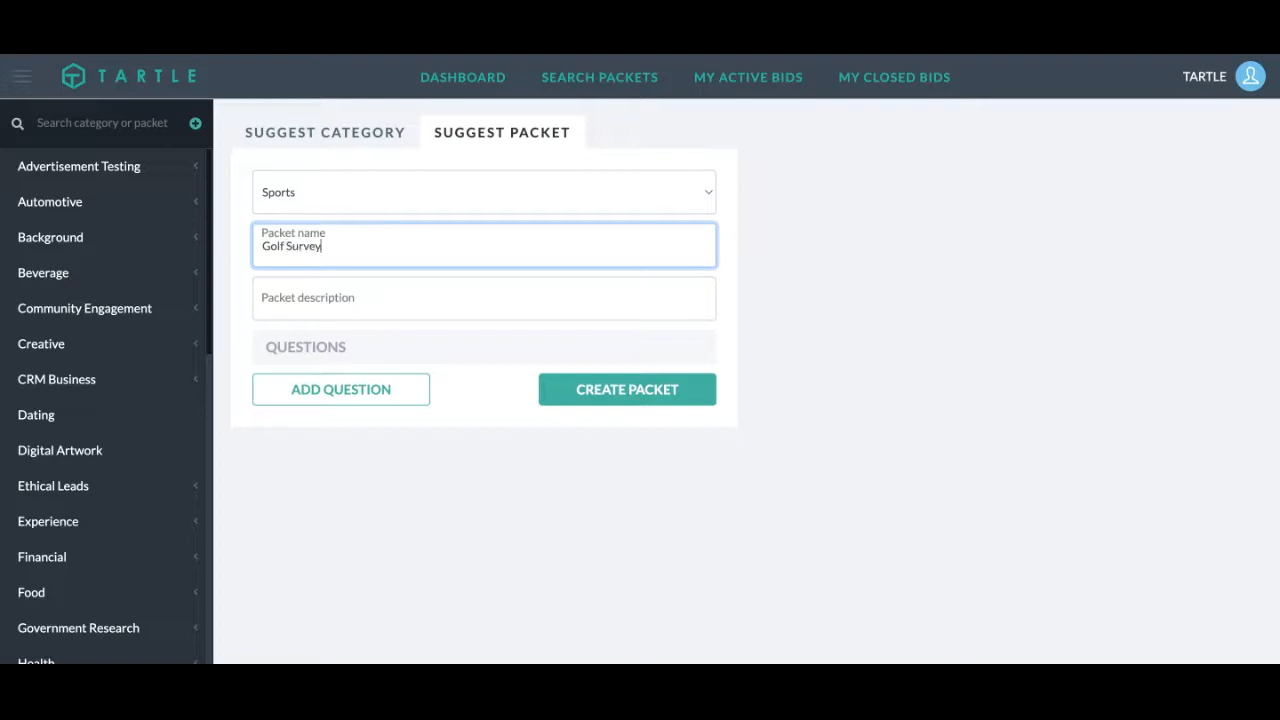 TARTLE
DASHBOARD
SEARCH PACKETS
MY ACTIVE BIDS
MY CLOSED BIDS
TARTLE
Search category or packet
Advertisement Testing
Automotive
Background
Beverage
Community Engagement
Creative
CRM Business
Dating
Digital Artwork
Ethical Leads
Experience
Financial
Food
Government Research
Health
SUGGEST CATEGORY
SUGGEST PACKET
Sports
Packet name
Golf Survey
Packet description
QUESTIONS
ADD QUESTION
CREATE PACKET